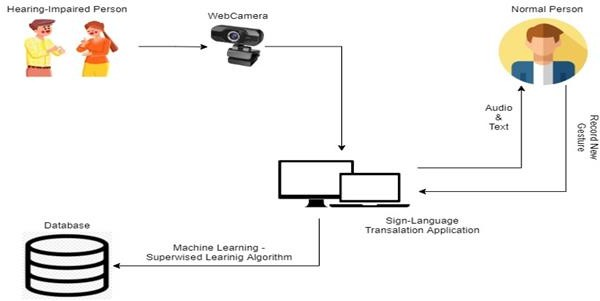 Hearing-Impaired Person
WebCamera
Normal Person
Audio
&
Text
Record New
Gesture
Sign-Language
Transalation Application
Database
Machine Learning -
Superwised Learinig Algorithm